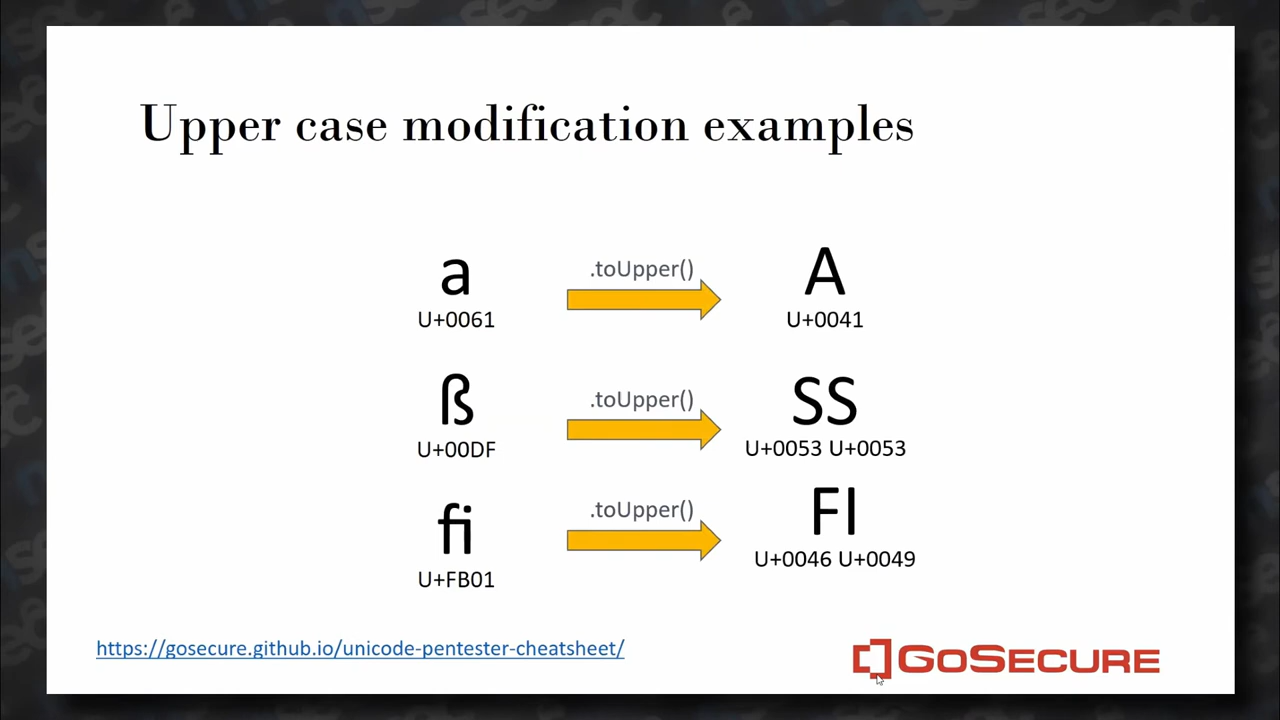 Upper case modification examples
a .toUpper() A
U+0061 U+0041
ß .toUpper() SS
U+00DF U+0053 U+0053
fi .toUpper() FI
U+FB01 U+0046 U+0049
https://gosecure.github.io/unicode-pentester-cheatsheet/
GOSECURE